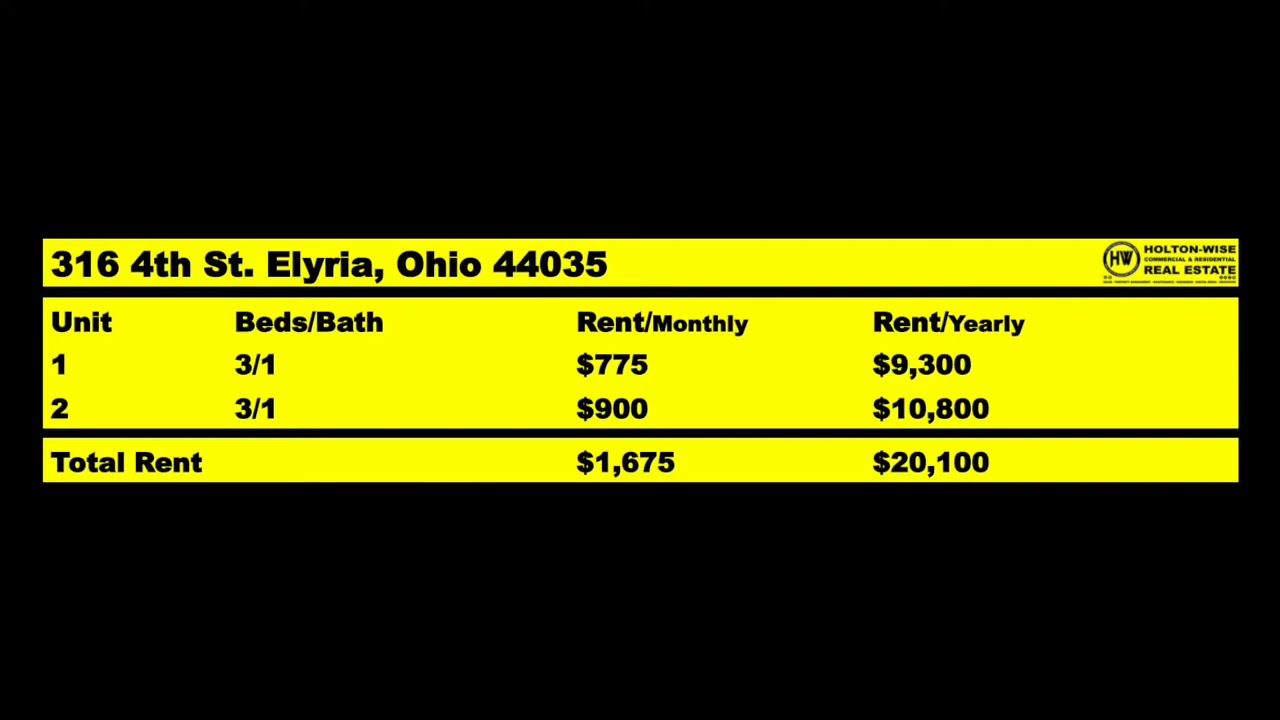 316 4th St. Elyria, Ohio 44035
HOLTON-WISE
COMMERCIAL & RESIDENTIAL
REAL ESTATE
HW
Unit Beds/Bath Rent/Monthly Rent/Yearly
1 3/1 $775 $9,300
2 3/1 $900 $10,800
Total Rent $1,675 $20,100